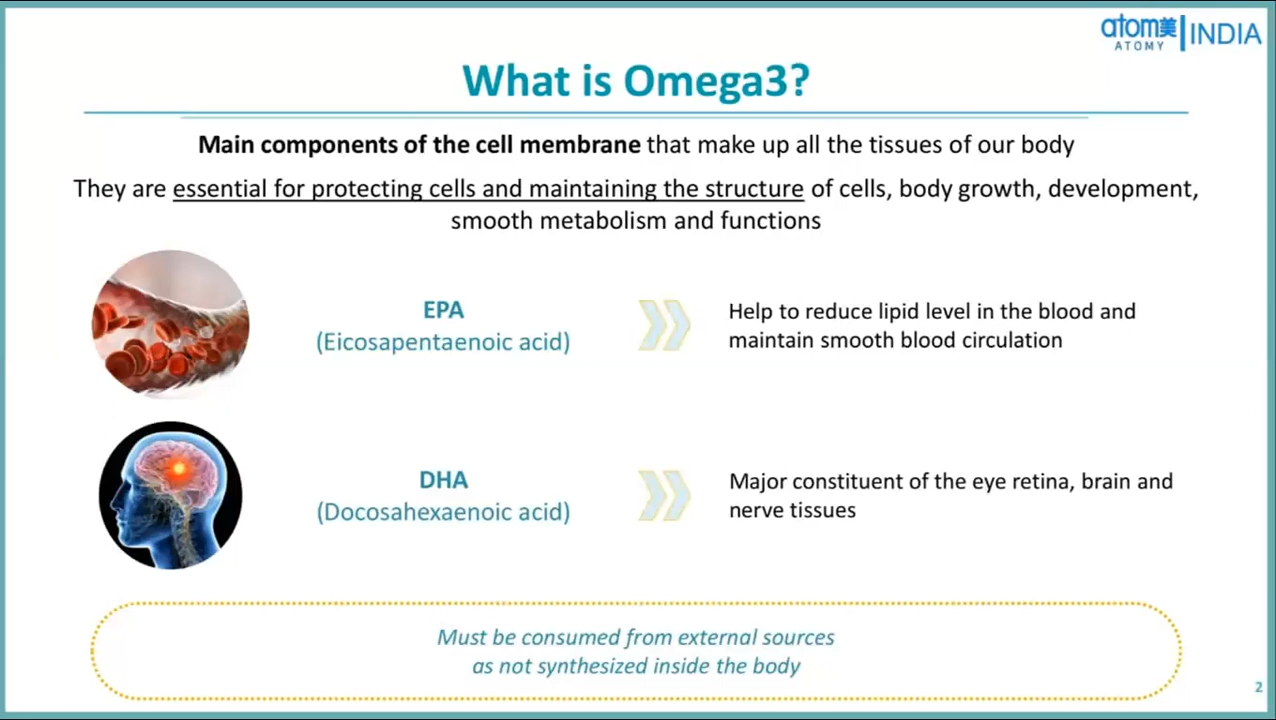 atom美 ATOMY | INDIA
What is Omega3?
Main components of the cell membrane that make up all the tissues of our body
They are essential for protecting cells and maintaining the structure of cells, body growth, development,
smooth metabolism and functions
EPA
(Eicosapentaenoic acid)
Help to reduce lipid level in the blood and
maintain smooth blood circulation
DHA
(Docosahexaenoic acid)
Major constituent of the eye retina, brain and
nerve tissues
Must be consumed from external sources
as not synthesized inside the body
2